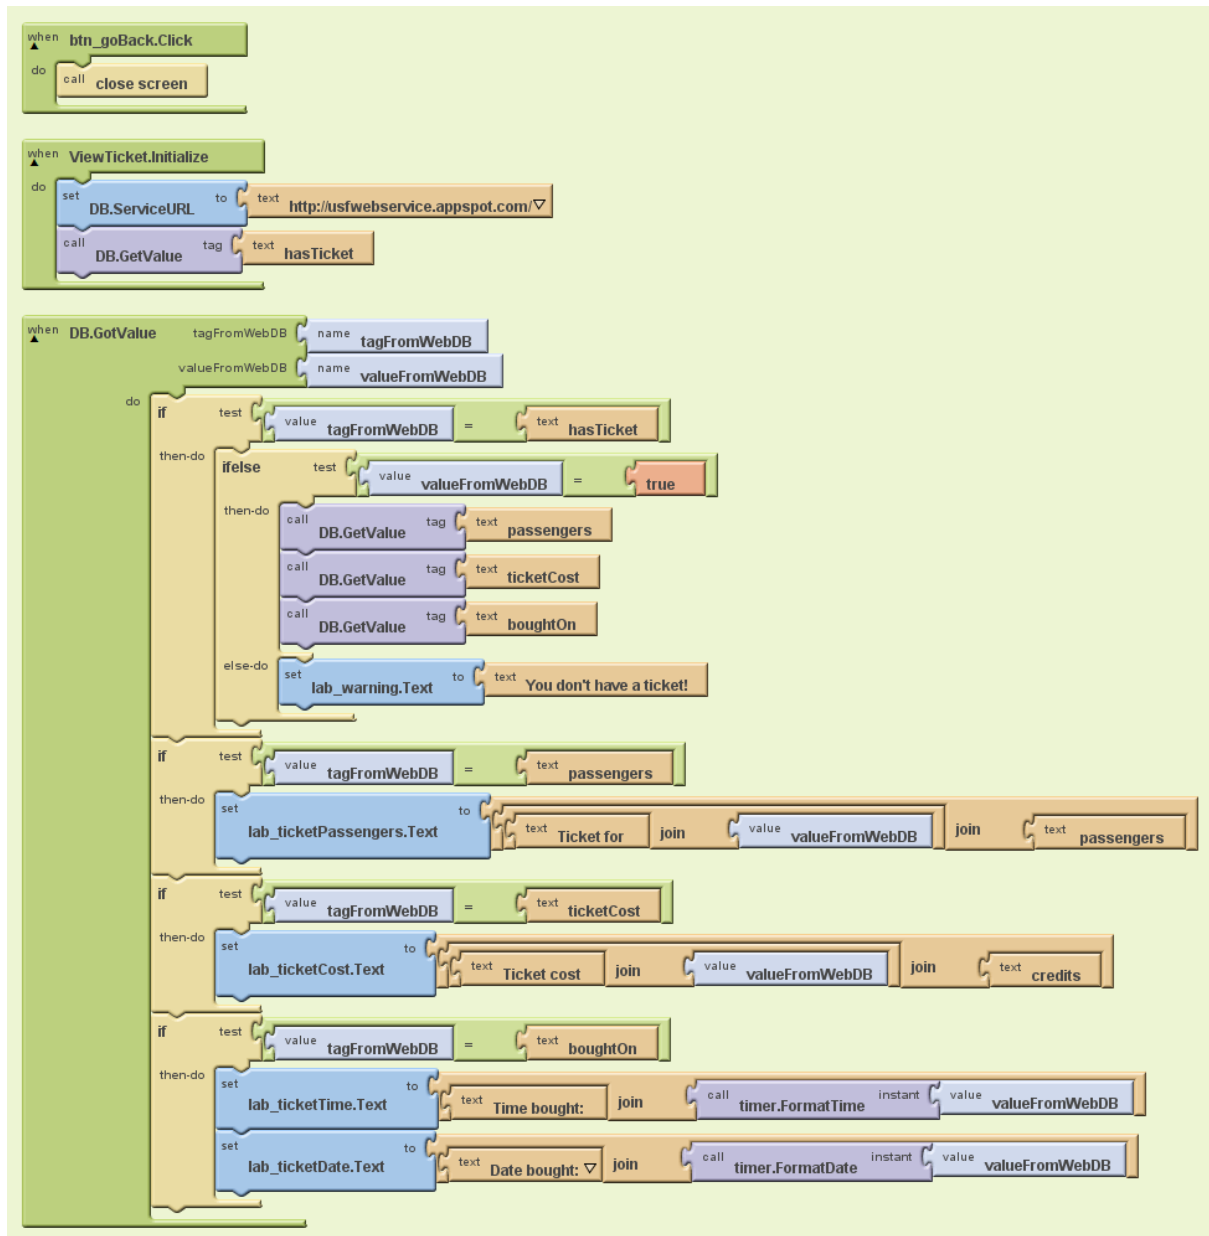 when btn_goBack.Click
do call close screen
when ViewTicket.Initialize
do set DB.ServiceURL to text http://usfwebservice.appspot.com/
call DB.GetValue tag text hasTicket
when DB.GotValue tagFromWebDB name tagFromWebDB
valueFromWebDB name valueFromWebDB
do if test value tagFromWebDB = text hasTicket
then-do ifelse test value valueFromWebDB = true
then-do call DB.GetValue tag text passengers
call DB.GetValue tag text ticketCost
call DB.GetValue tag text boughtOn
else-do set lab_warning.Text to text You don't have a ticket!
if test value tagFromWebDB = text passengers
then-do set lab_ticketPassengers.Text to text Ticket for join value valueFromWebDB join text passengers
if test value tagFromWebDB = text ticketCost
then-do set lab_ticketCost.Text to text Ticket cost join value valueFromWebDB join text credits
if test value tagFromWebDB = text boughtOn
then-do set lab_ticketTime.Text to text Time bought: join call timer.FormatTime instant value valueFromWebDB
set lab_ticketDate.Text to text Date bought: join call timer.FormatDate instant value valueFromWebDB